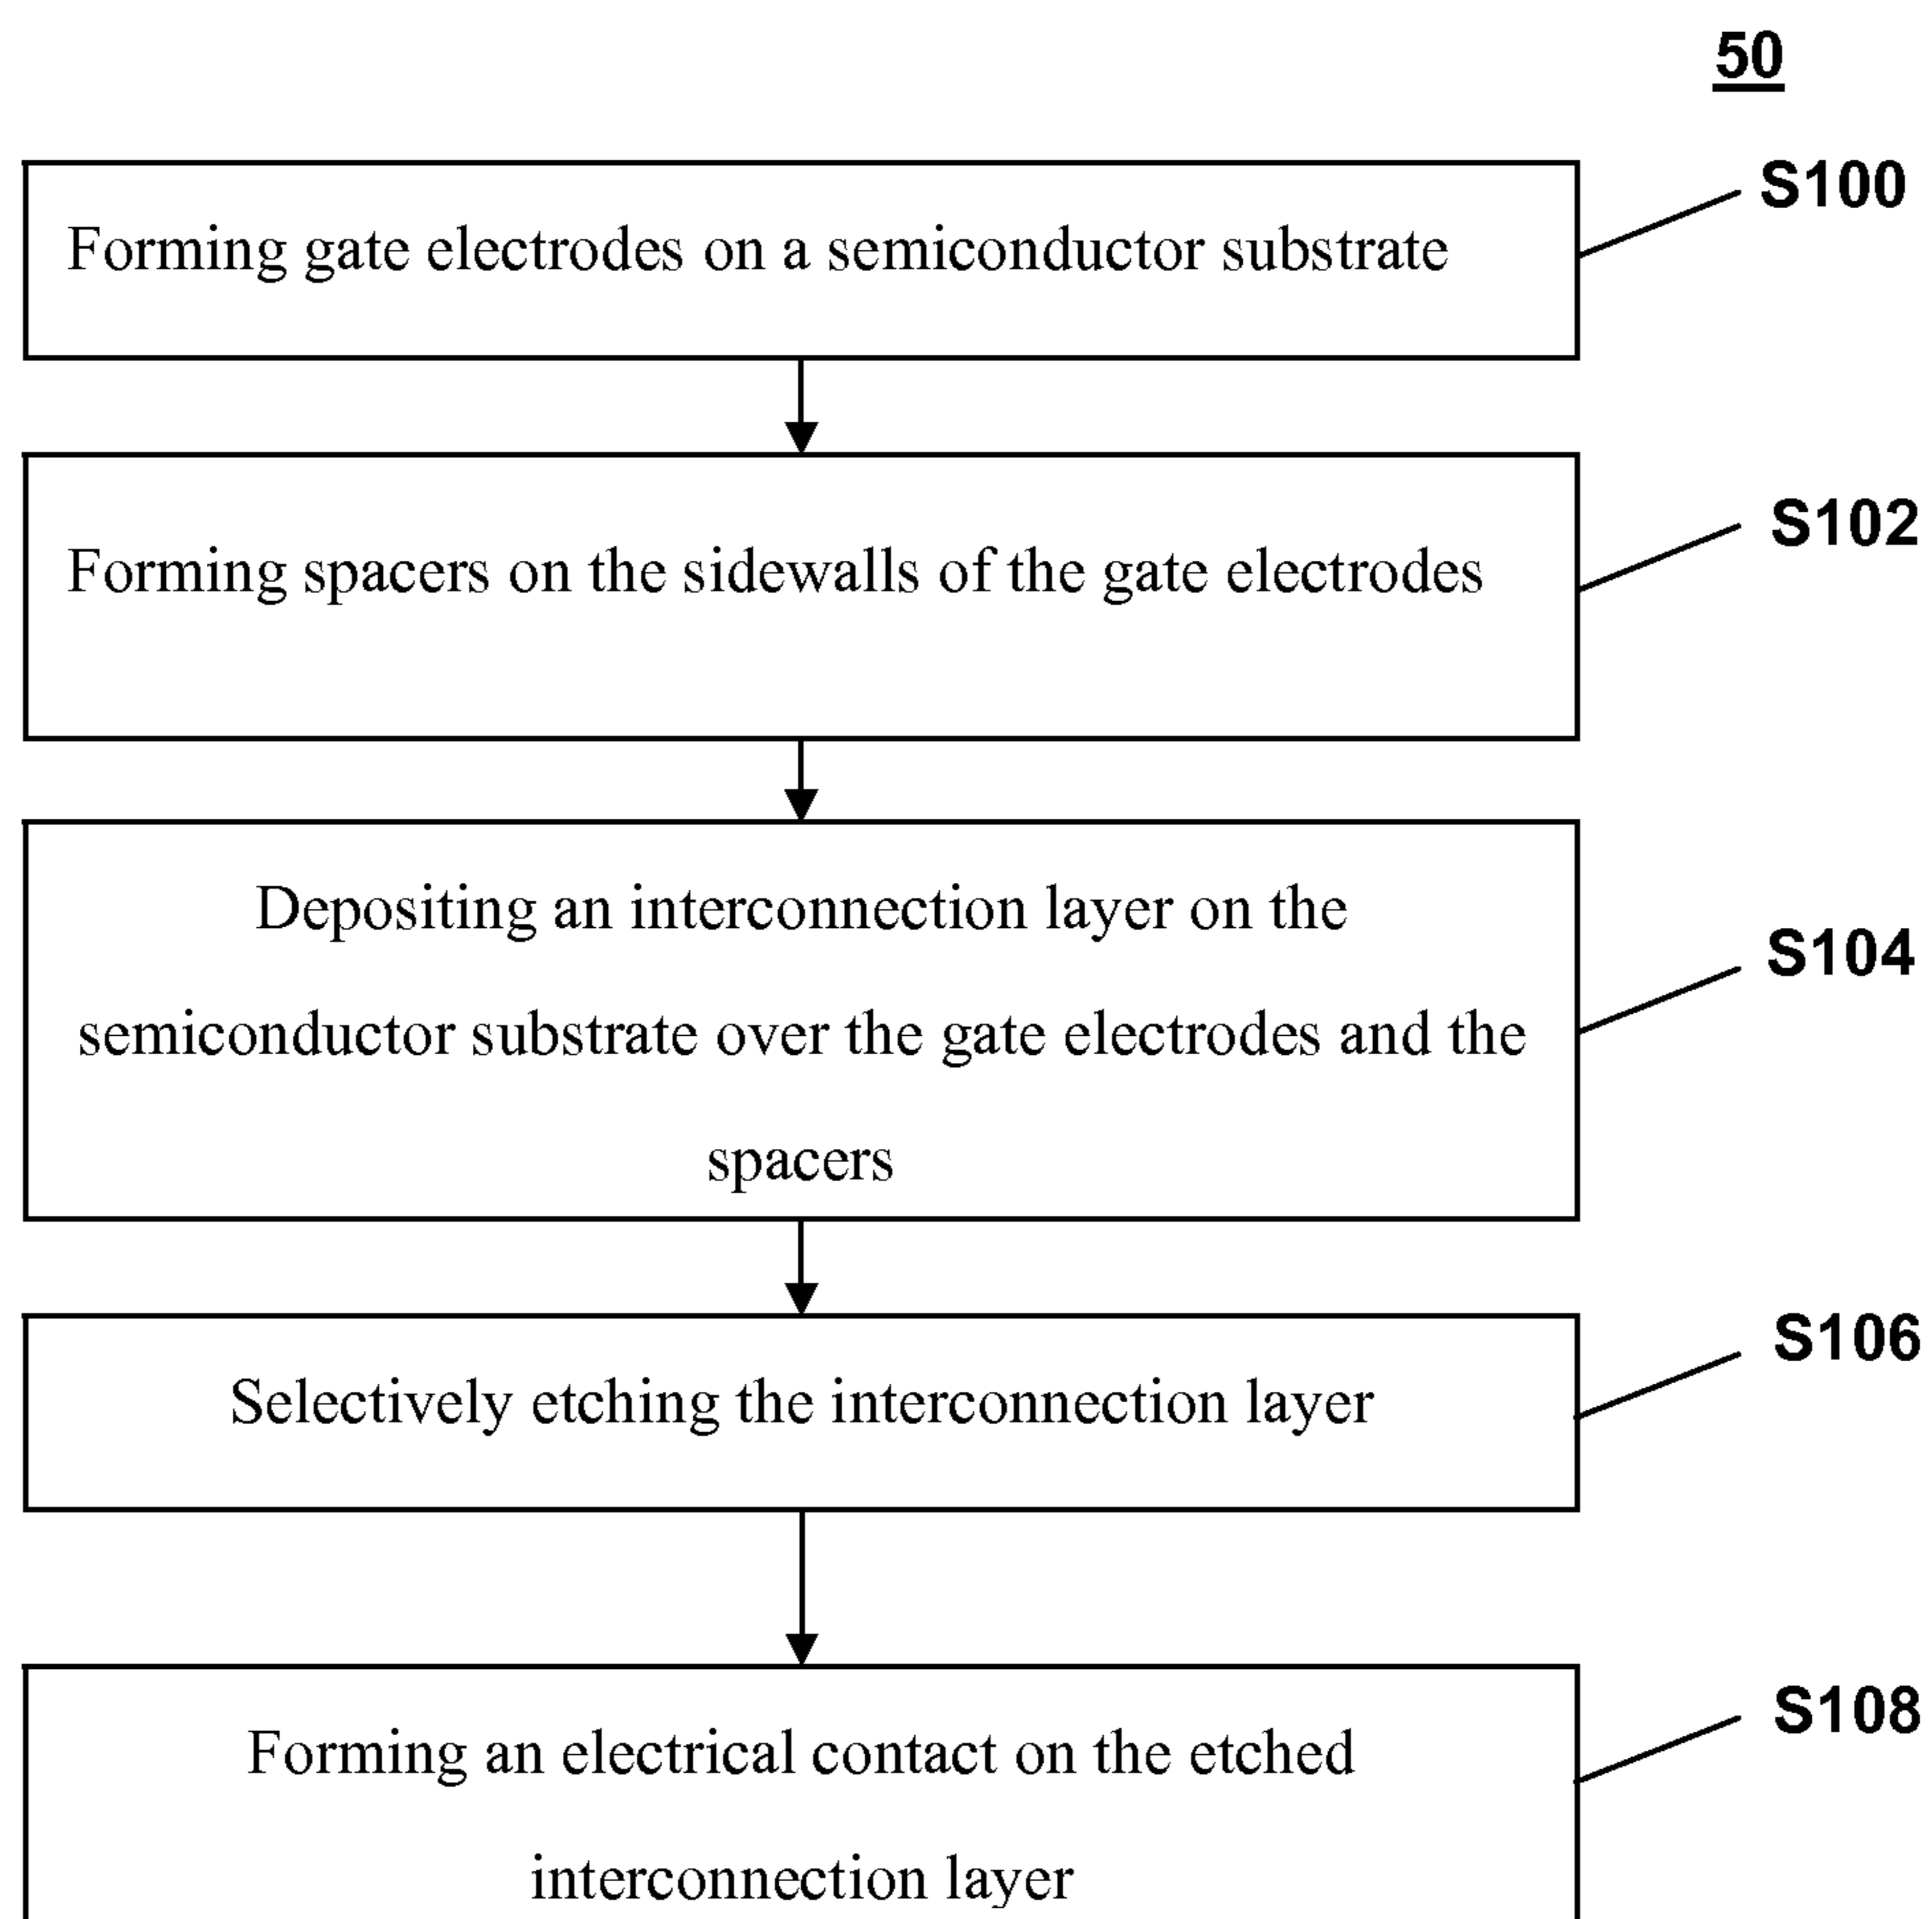 50
S100
Forming gate electrodes on a semiconductor substrate
S102
Forming spacers on the sidewalls of the gate electrodes
Depositing an interconnection layer on the
S104
semiconductor substrate over the gate electrodes and the
spacers
S106
Selectively etching the interconnection layer
S108
Forming an electrical contact on the etched
interconnection layer